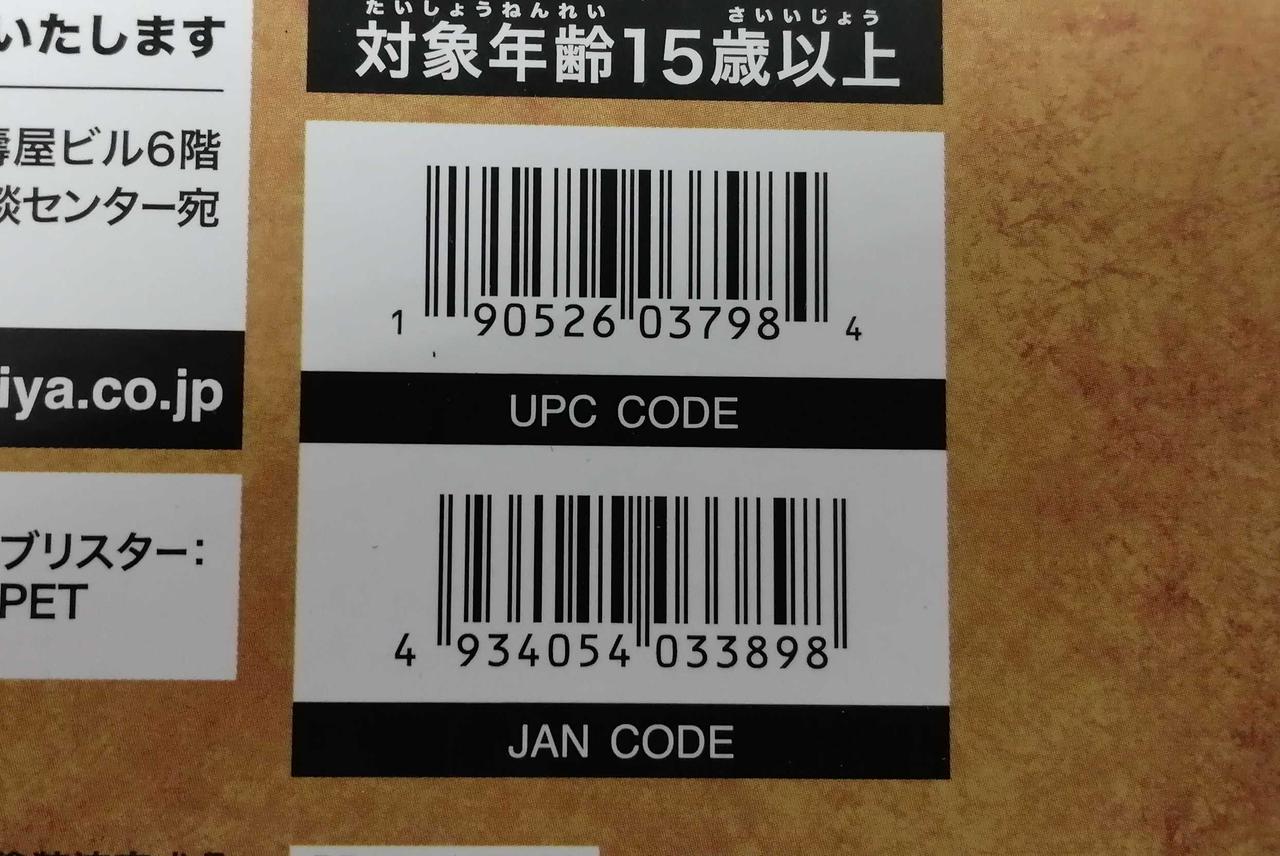 いたします
屋ビル6階
談センター宛
iya.co.jp
ブリスター:
PET
たいしょうねんれい さいいじょう
対象年齢15歳以上
1 90526 03798 4
UPC CODE
4 934054 033898
JAN CODE